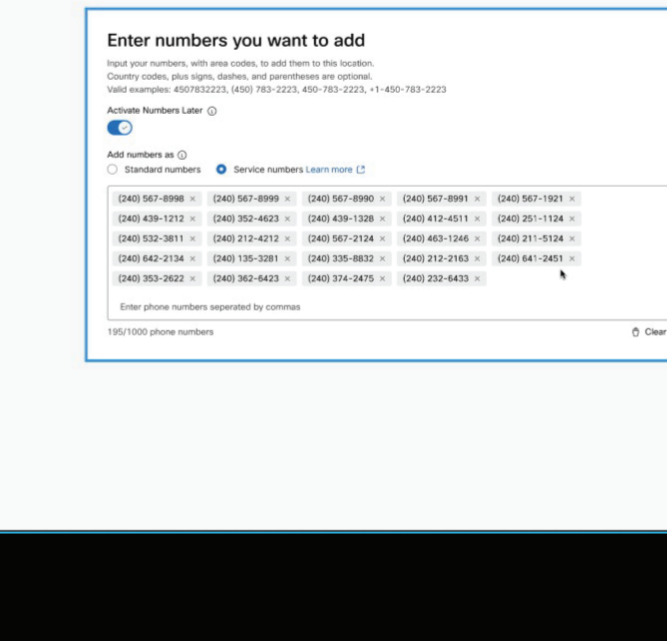 Enter numbers you want to add
Input your numbers, with area codes, to add them to this location.
Country codes, plus signs, dashes, and parentheses are optional.
Valid examples: 4507832223, (450) 783-2223, 450-783-2223, +1-450-783-2223
Activate Numbers Later
Add numbers as
Standard numbers Service numbers Learn more
(240) 567-8998 × (240) 567-8999 × (240) 567-8990 × (240) 567-8991 × (240) 567-1921 ×
(240) 439-1212 × (240) 352-4623 × (240) 439-1328 × (240) 412-4511 × (240) 251-1124 ×
(240) 532-3811 × (240) 212-4212 × (240) 567-2124 × (240) 463-1246 × (240) 211-5124 ×
(240) 642-2134 × (240) 135-3281 × (240) 335-8832 × (240) 212-2163 × (240) 641-2451 ×
(240) 353-2622 × (240) 362-6423 × (240) 374-2475 × (240) 232-6433 ×
Enter phone numbers seperated by commas
195/1000 phone numbers Clear